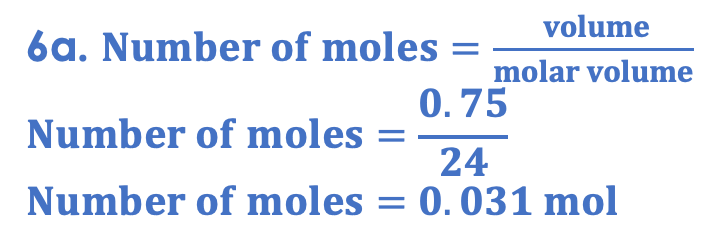 6a. Number of moles = volume / molar volume
Number of moles = 0.75 / 24
Number of moles = 0.031 mol